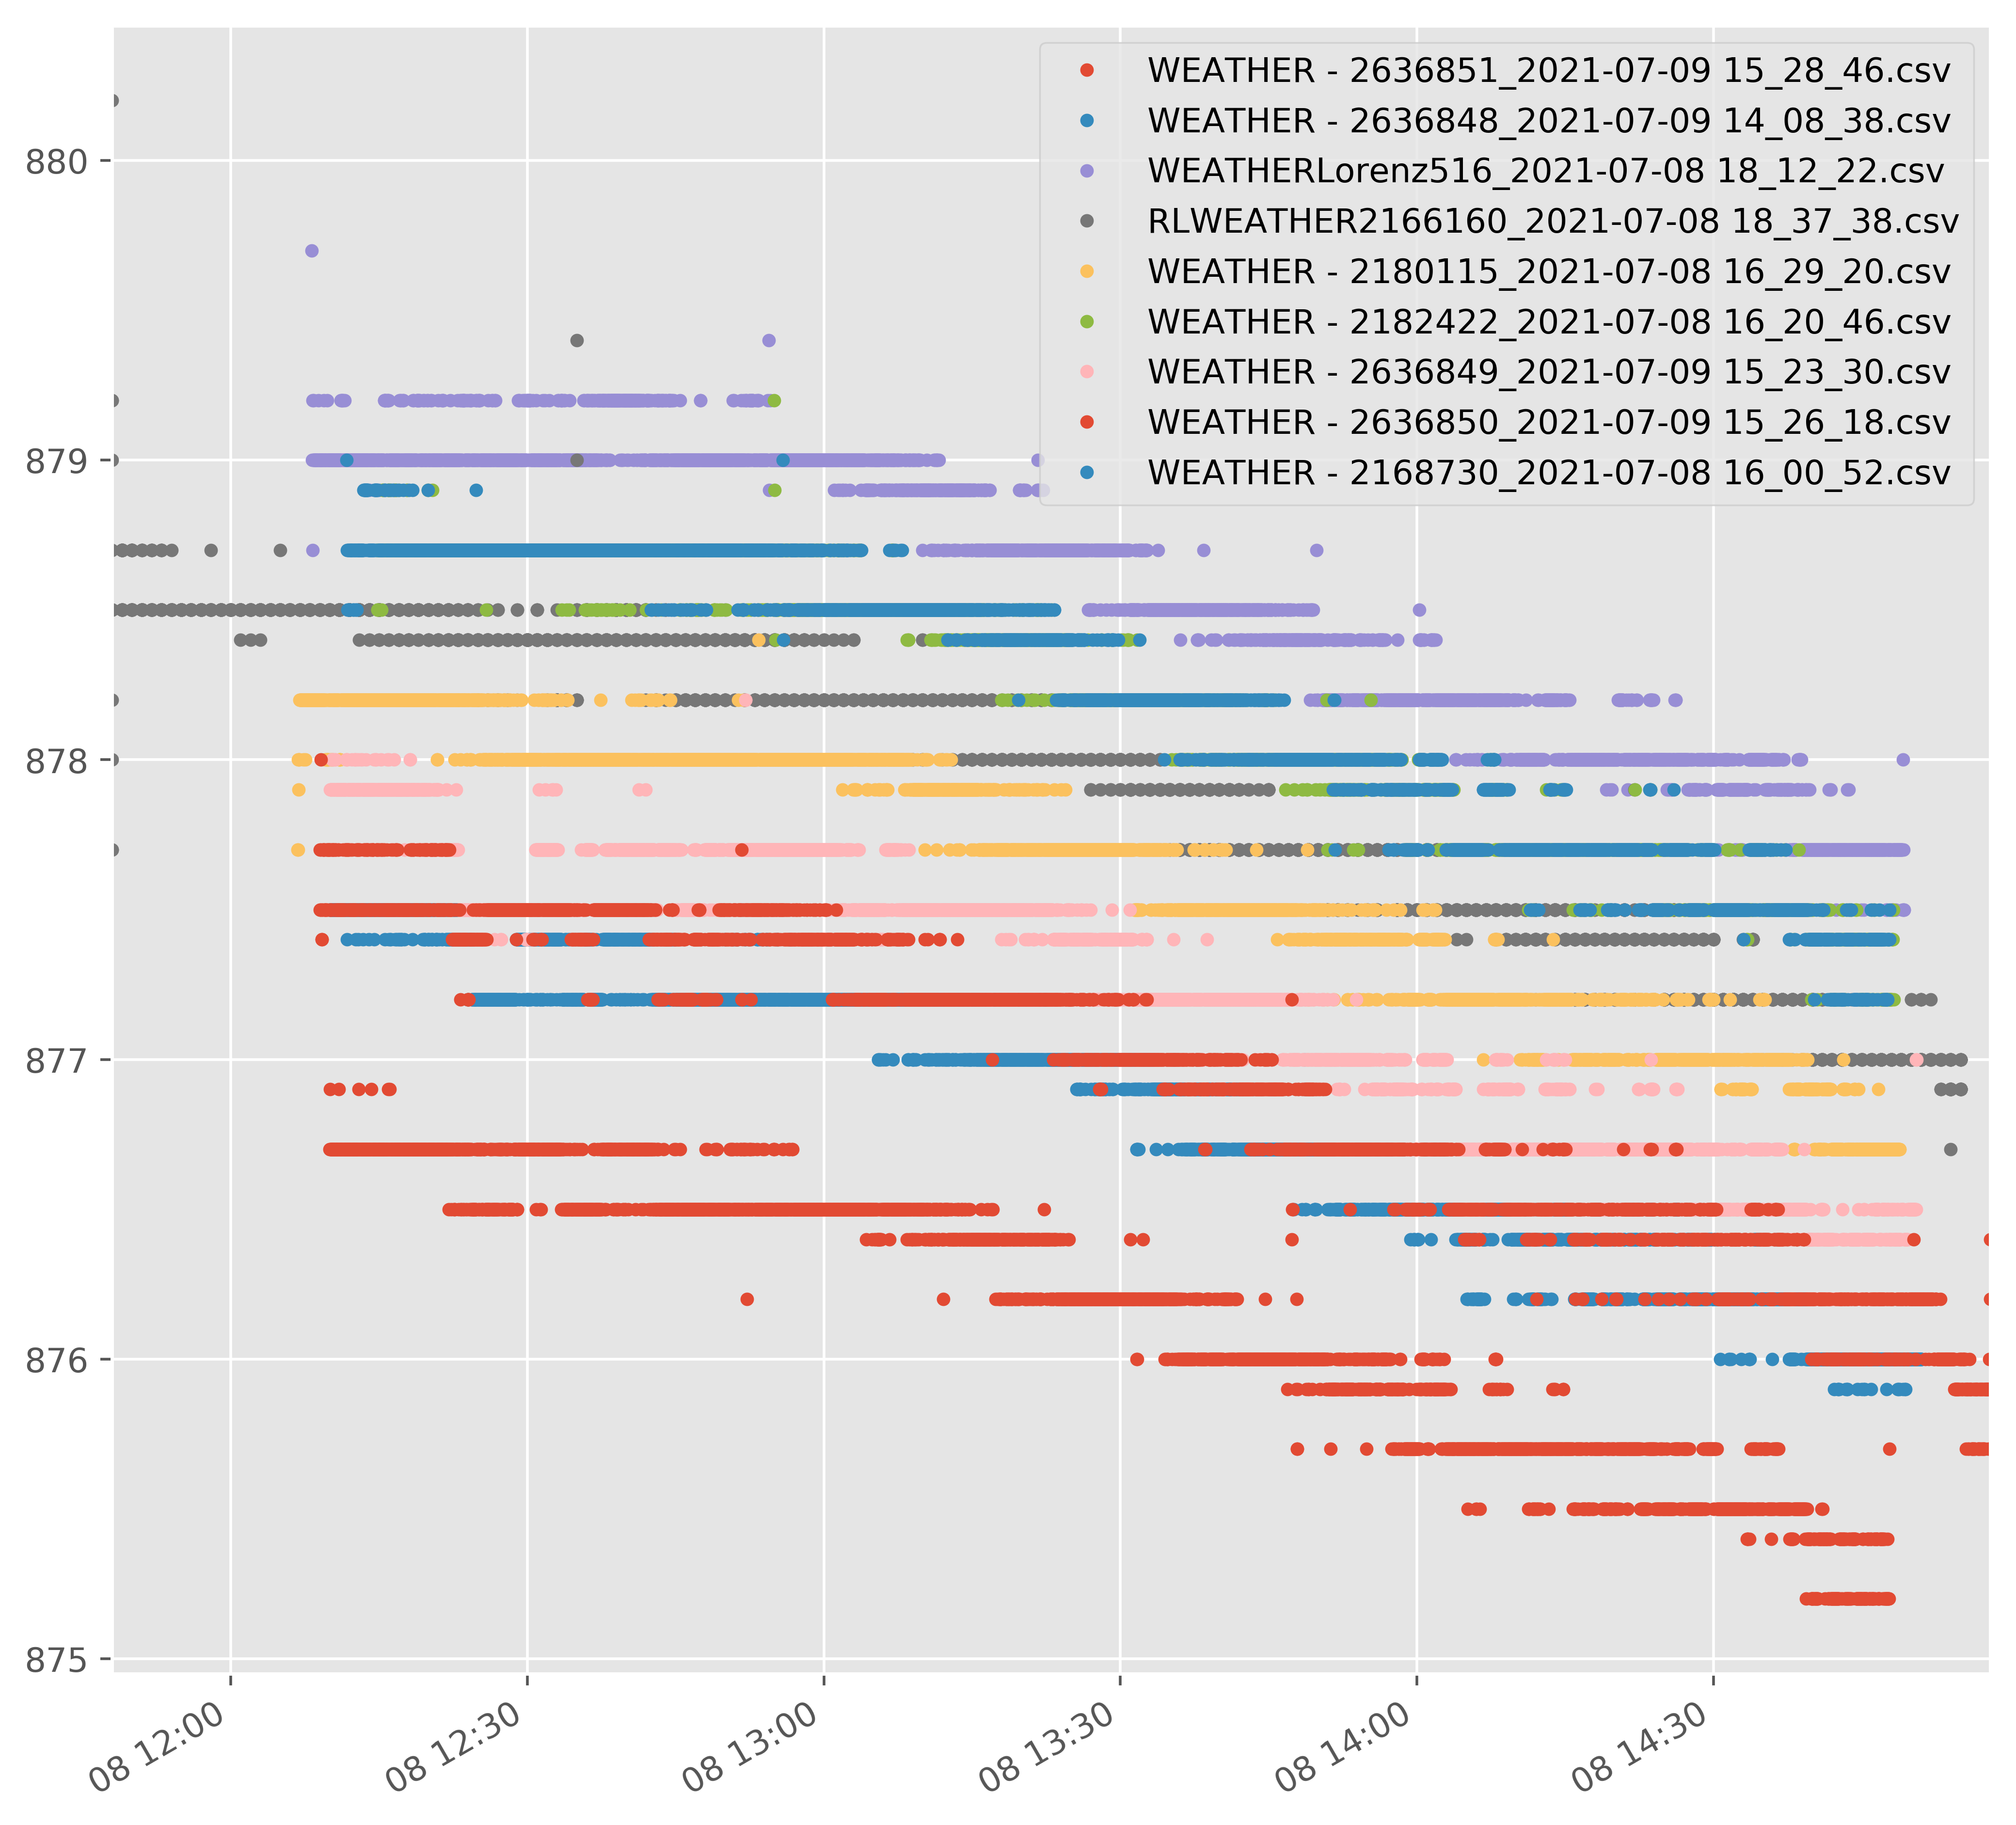 WEATHER - 2636851_2021-07-09 15_28_46.csv
WEATHER - 2636848_2021-07-09 14_08_38.csv
WEATHERLorenz516_2021-07-08 18_12_22.csv
RLWEATHER2166160_2021-07-08 18_37_38.csv
WEATHER - 2180115_2021-07-08 16_29_20.csv
WEATHER - 2182422_2021-07-08 16_20_46.csv
WEATHER - 2636849_2021-07-09 15_23_30.csv
WEATHER - 2636850_2021-07-09 15_26_18.csv
WEATHER - 2168730_2021-07-08 16_00_52.csv
880
879
878
877
876
875
08 12:00
08 12:30
08 13:00
08 13:30
08 14:00
08 14:30